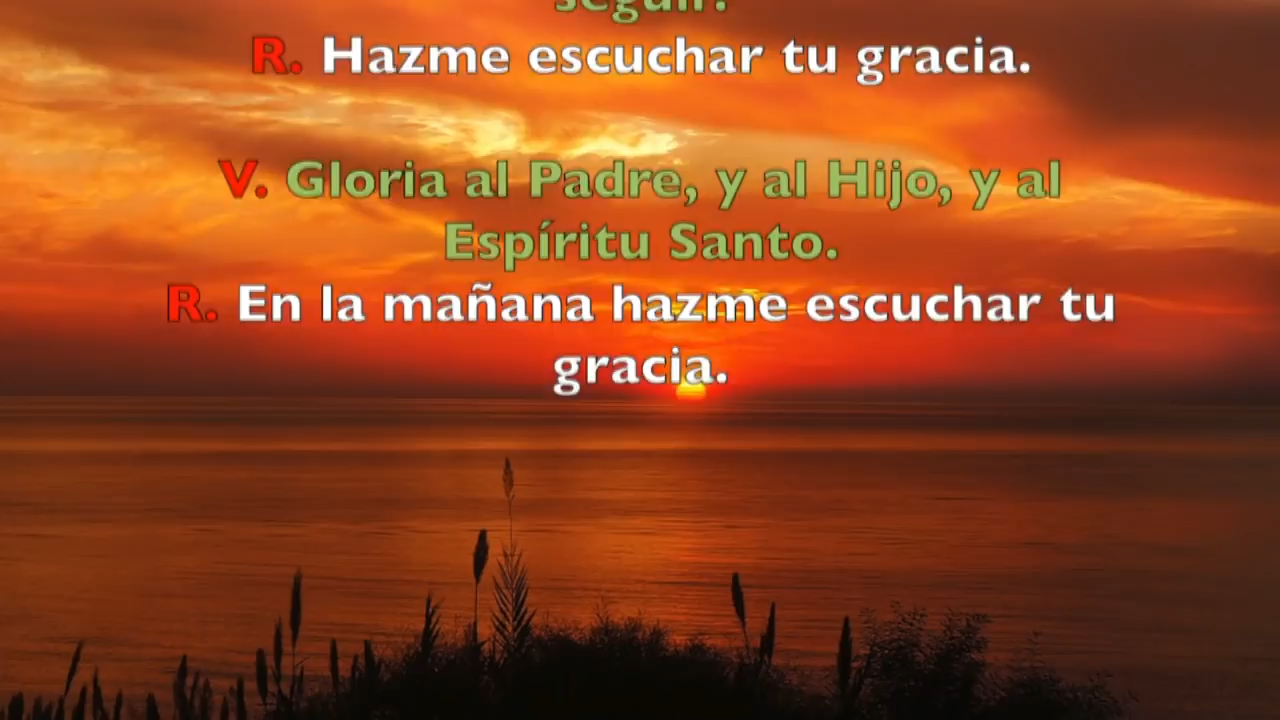 seguir.
R. Hazme escuchar tu gracia.
V. Gloria al Padre, y al Hijo, y al
Espíritu Santo.
R. En la mañana hazme escuchar tu
gracia.